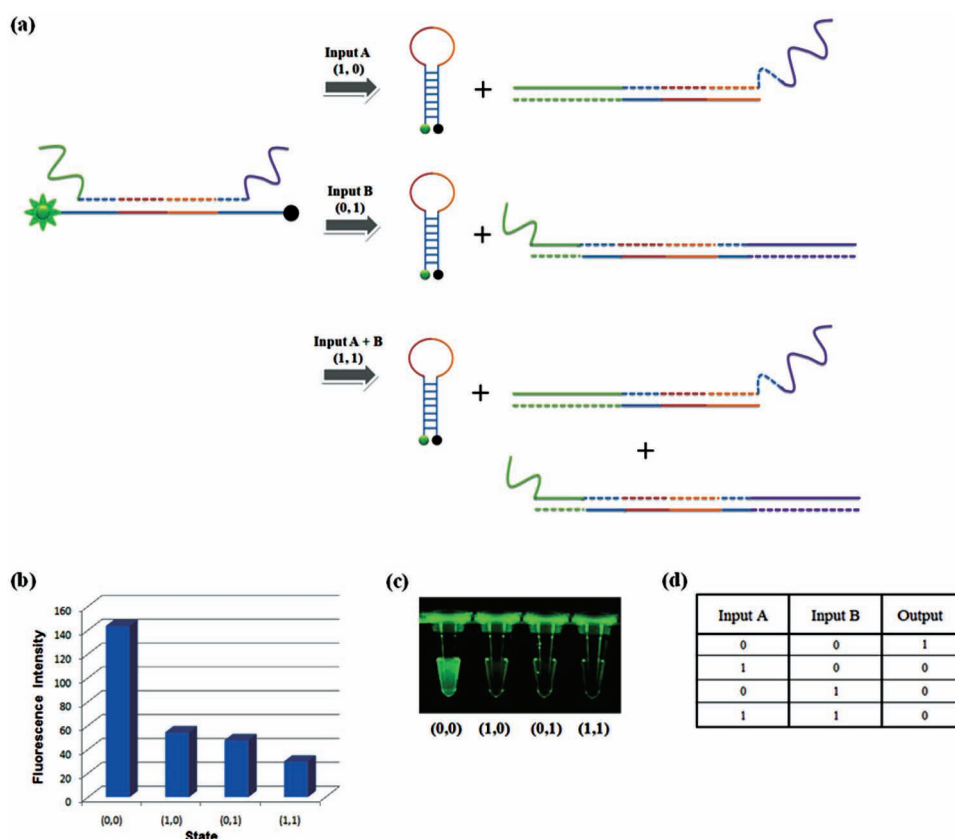 (a)
Input A
(1, 0)
+
Input B
(0, 1)
+
Input A + B
(1, 1)
+
+
(b)
Fluorescence Intensity
160
140
120
100
80
60
40
20
0
(0,0) (1,0) (0,1) (1,1)
State
(c)
(0,0) (1,0) (0,1) (1,1)
(d)
Input A Input B Output
0 0 1
1 0 0
0 1 0
1 1 0